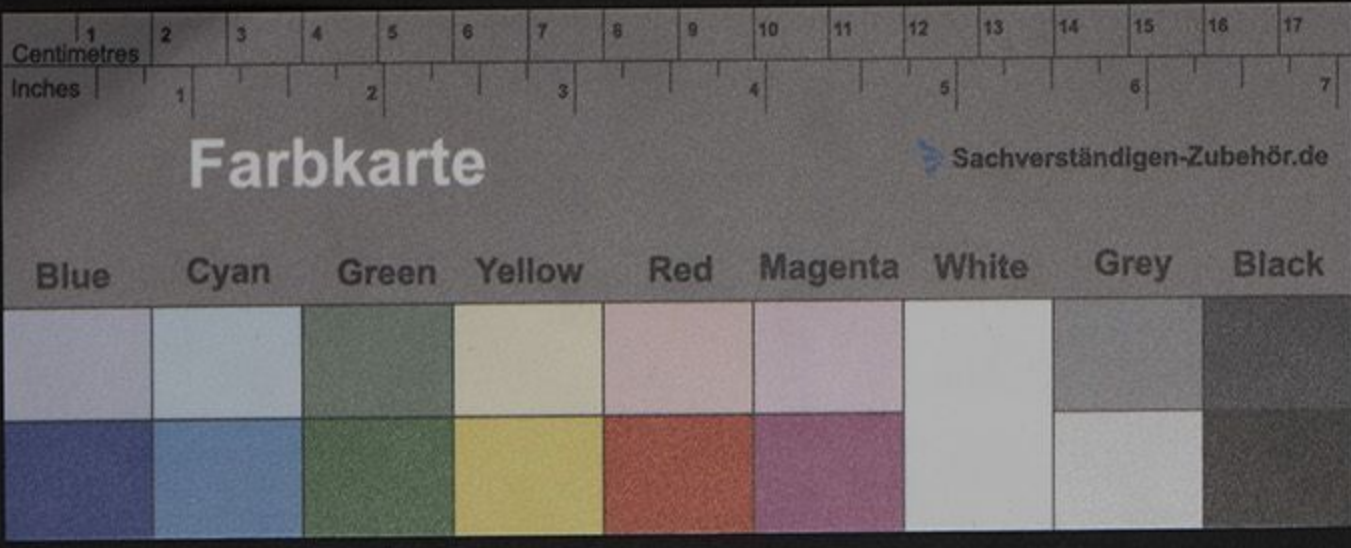 1 2 3 4 5 6 7 8 9 10 11 12 13 14 15 16 17
Centimetres
Inches 1 2 3 4 5 6 7
Farbkarte
Sachverständigen-Zubehör.de
Blue Cyan Green Yellow Red Magenta White Grey Black